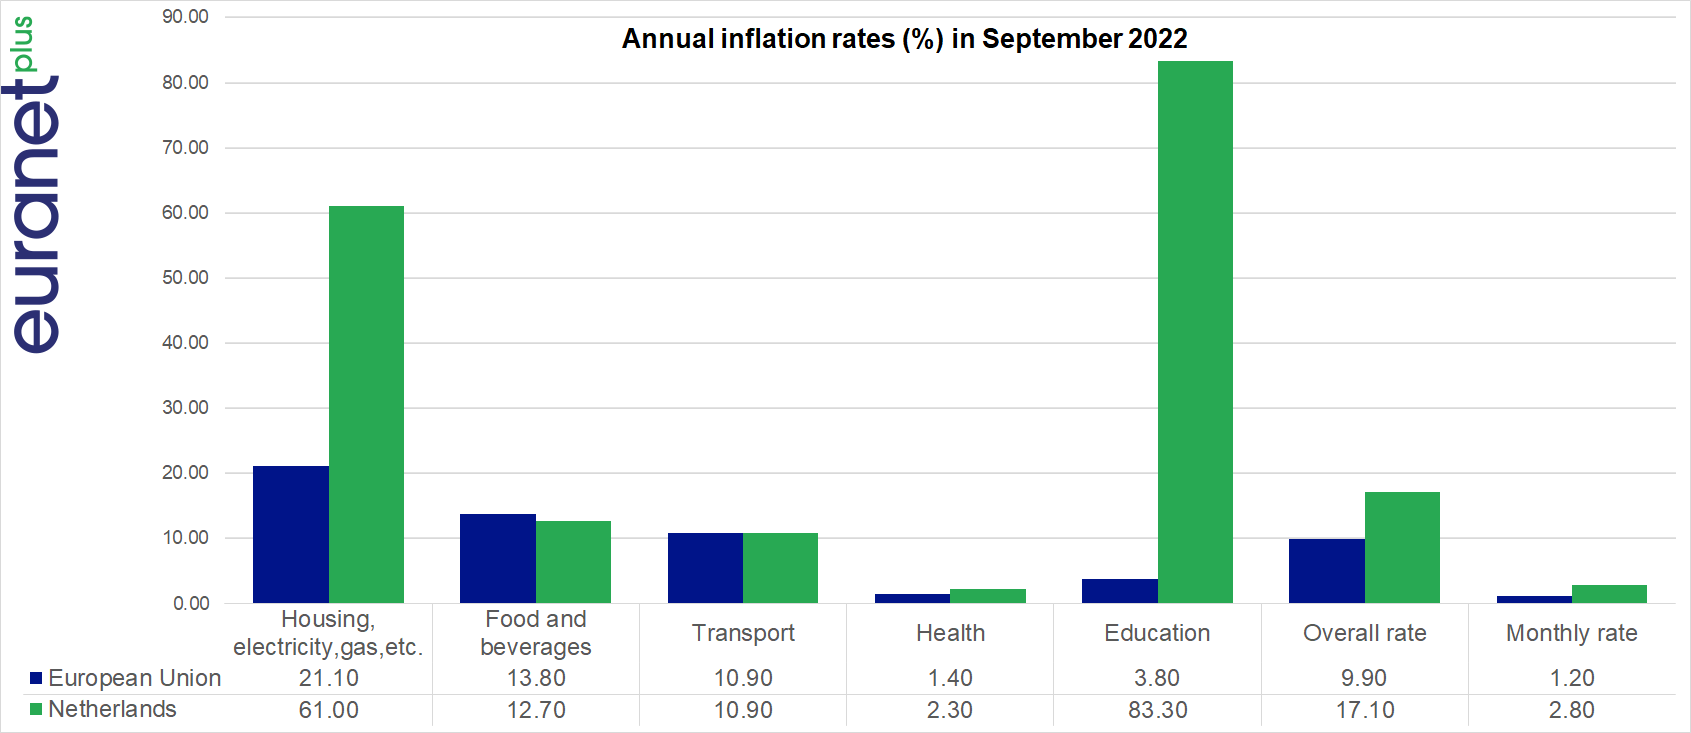 euranet plus
Annual inflation rates (%) in September 2022
90.00
80.00
70.00
60.00
50.00
40.00
30.00
20.00
10.00
0.00
Housing, electricity,gas,etc. Food and beverages Transport Health Education Overall rate Monthly rate
European Union 21.10 13.80 10.90 1.40 3.80 9.90 1.20
Netherlands 61.00 12.70 10.90 2.30 83.30 17.10 2.80